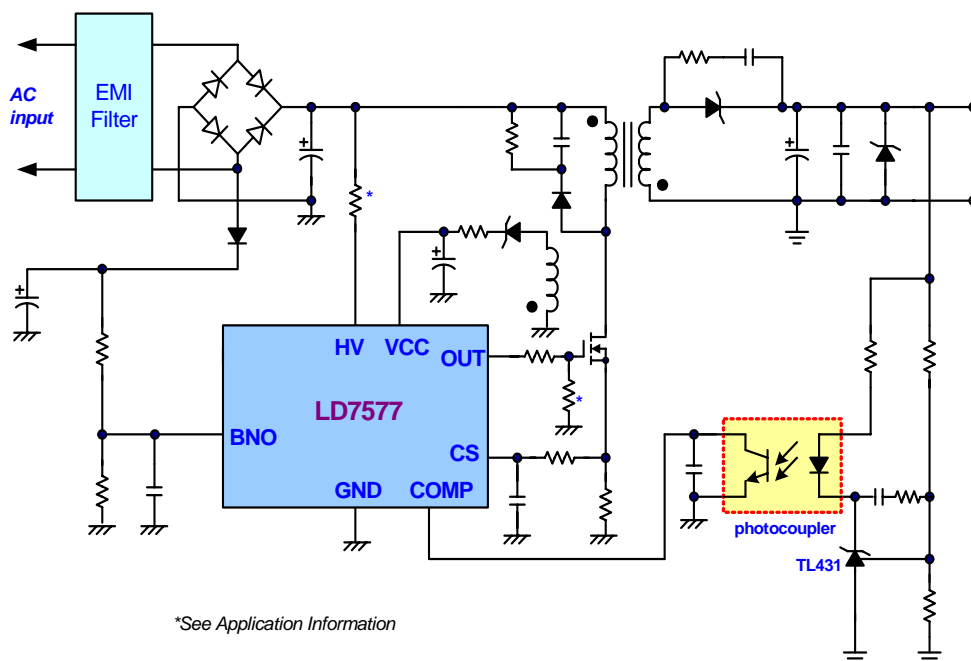 AC
input
EMI
Filter
+
+
+
+
*
HV
VCC
OUT
*
LD7577
BNO
CS
GND
COMP
photocoupler
TL431
*See Application Information